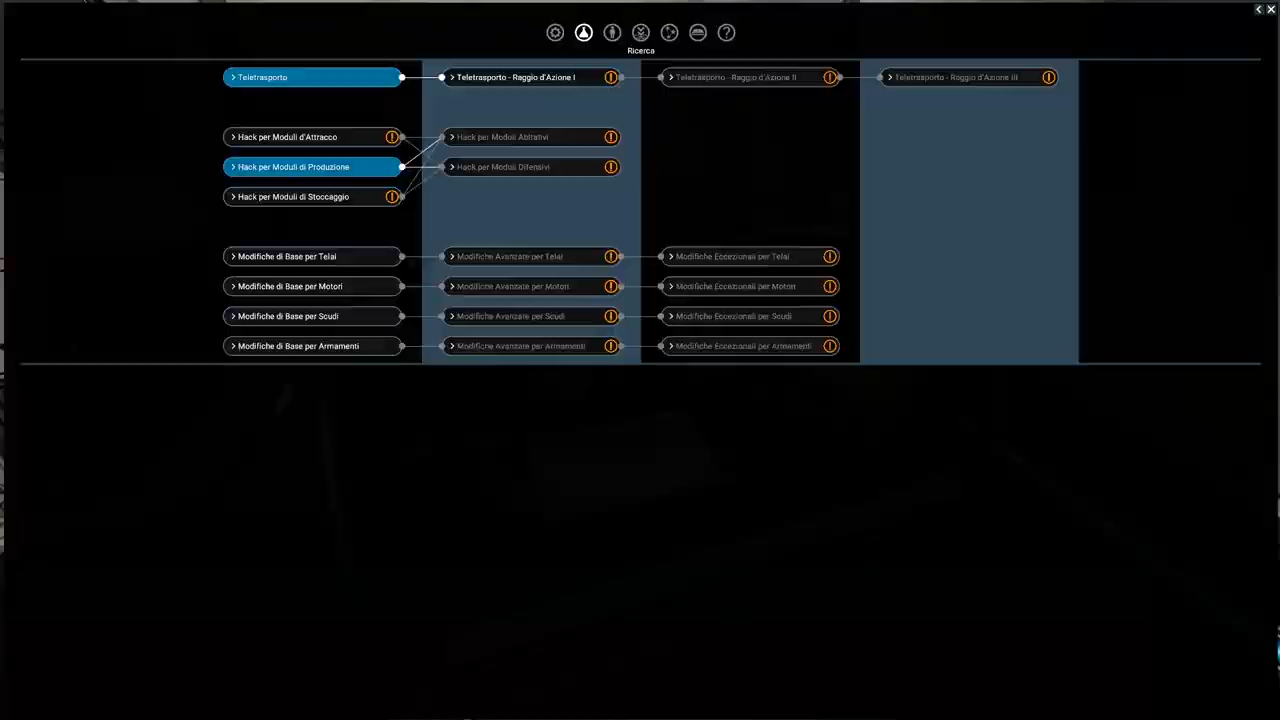 Ricerca
Teletrasporto
Teletrasporto - Raggio d'Azione I
Teletrasporto - Raggio d'Azione II
Teletrasporto - Raggio d'Azione III
Hack per Moduli d'Attracco
Hack per Moduli Abitativi
Hack per Moduli di Produzione
Hack per Moduli Difensivi
Hack per Moduli di Stoccaggio
Modifiche di Base per Telai
Modifiche Avanzate per Telai
Modifiche Eccezionali per Telai
Modifiche di Base per Motori
Modifiche Avanzate per Motori
Modifiche Eccezionali per Motori
Modifiche di Base per Scudi
Modifiche Avanzate per Scudi
Modifiche Eccezionali per Scudi
Modifiche di Base per Armamenti
Modifiche Avanzate per Armamenti
Modifiche Eccezionali per Armamenti